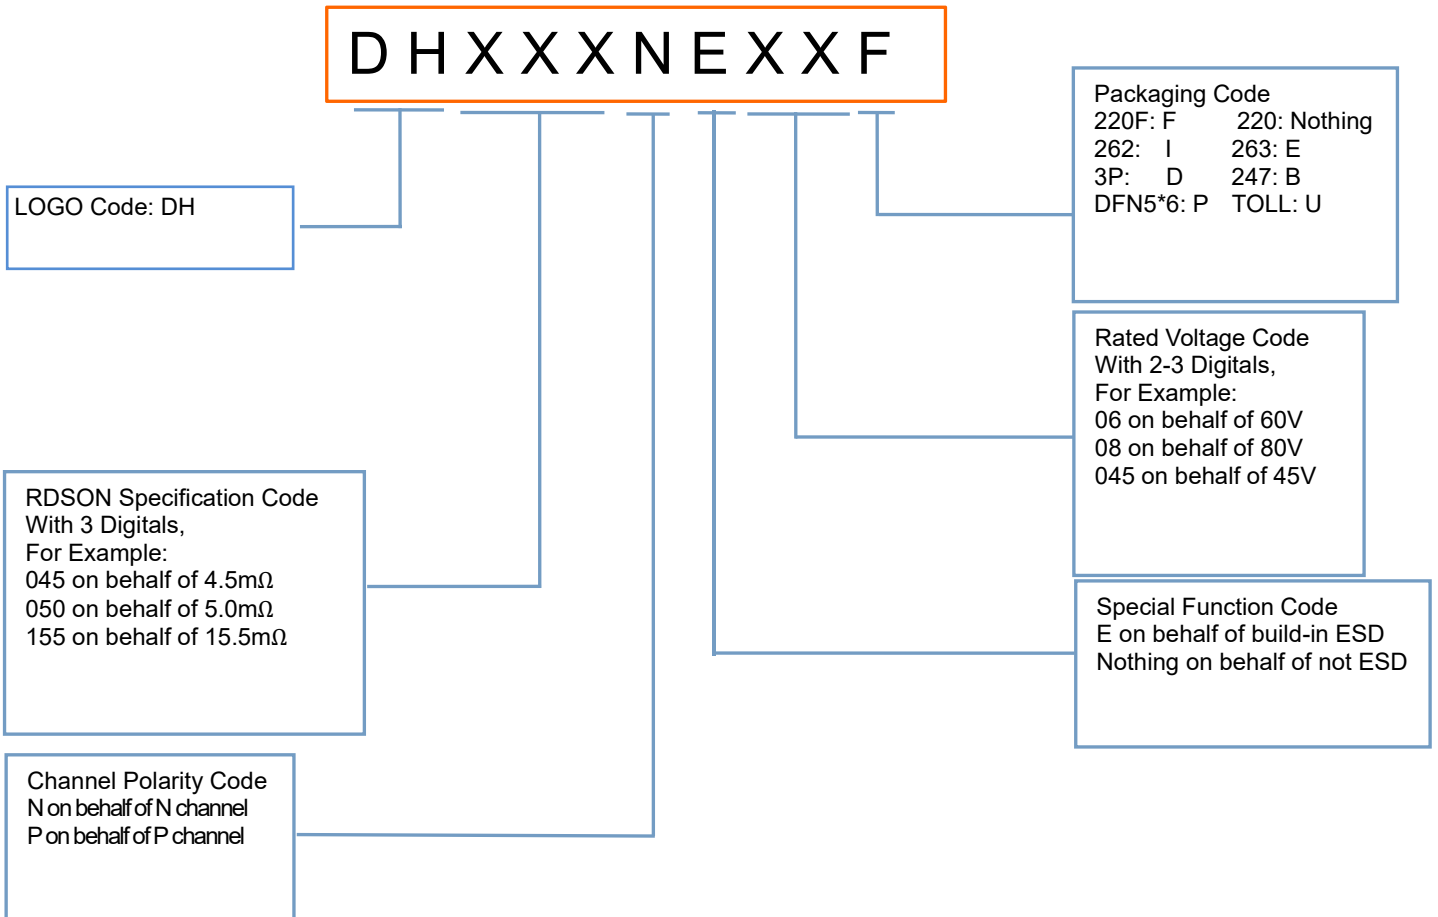 D H X X X N E X X F
Packaging Code
220F: F 220: Nothing
262: I 263: E
3P: D 247: B
DFN5*6: P TOLL: U
LOGO Code: DH
Rated Voltage Code
With 2-3 Digitals,
For Example:
06 on behalf of 60V
08 on behalf of 80V
045 on behalf of 45V
RDSON Specification Code
With 3 Digitals,
For Example:
045 on behalf of 4.5mΩ
050 on behalf of 5.0mΩ
155 on behalf of 15.5mΩ
Special Function Code
E on behalf of build-in ESD
Nothing on behalf of not ESD
Channel Polarity Code
N on behalf of N channel
P on behalf of P channel